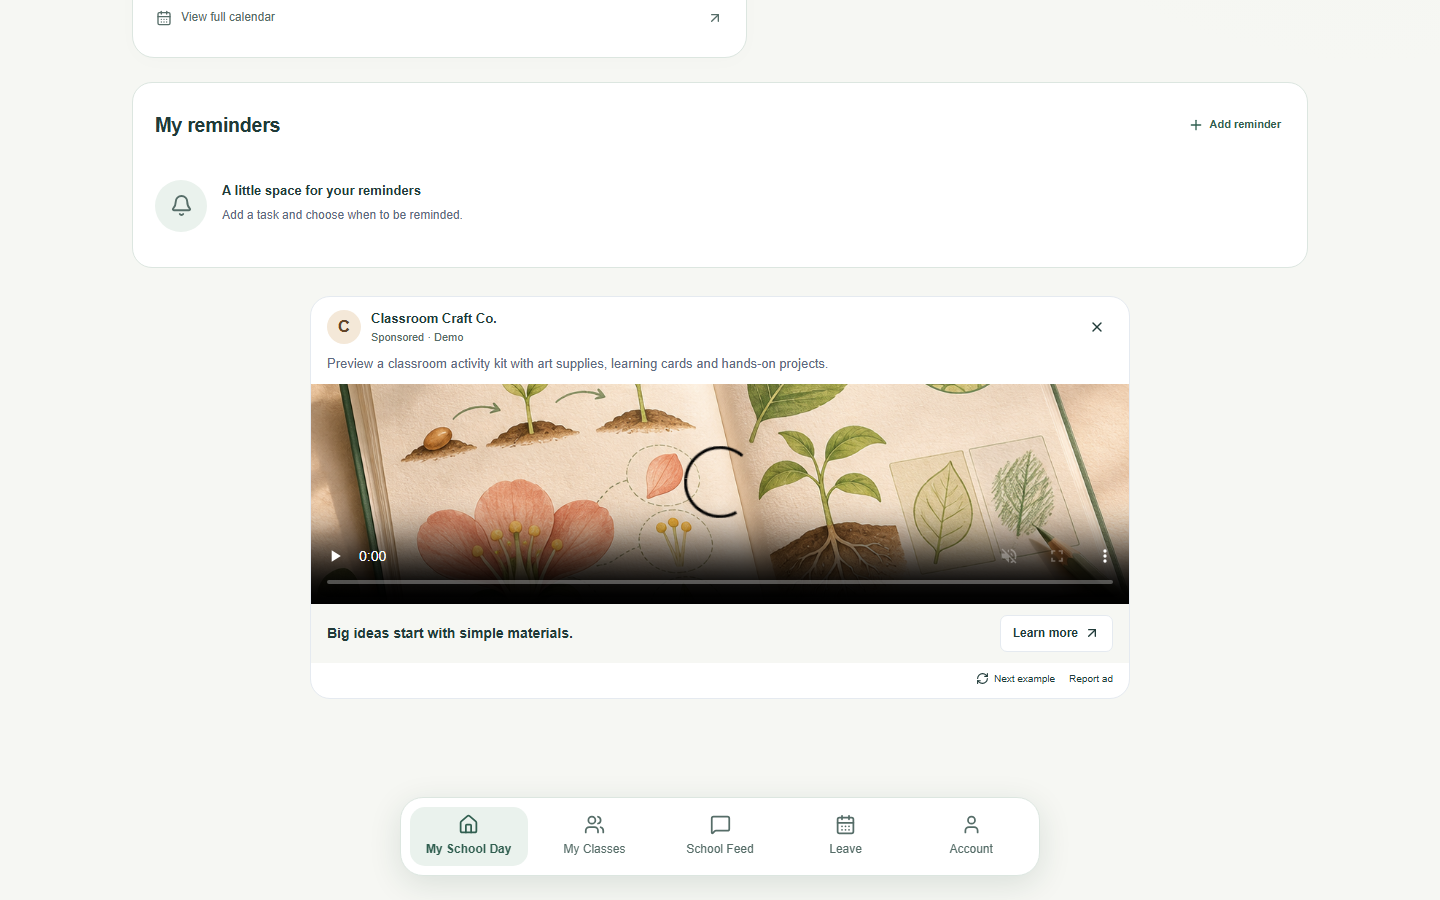 View full calendar
My reminders
Add reminder
A little space for your reminders
Add a task and choose when to be reminded.
C
Classroom Craft Co.
Sponsored · Demo
Preview a classroom activity kit with art supplies, learning cards and hands-on projects.
0:00
Big ideas start with simple materials.
Learn more
Next example
Report ad
My School Day
My Classes
School Feed
Leave
Account